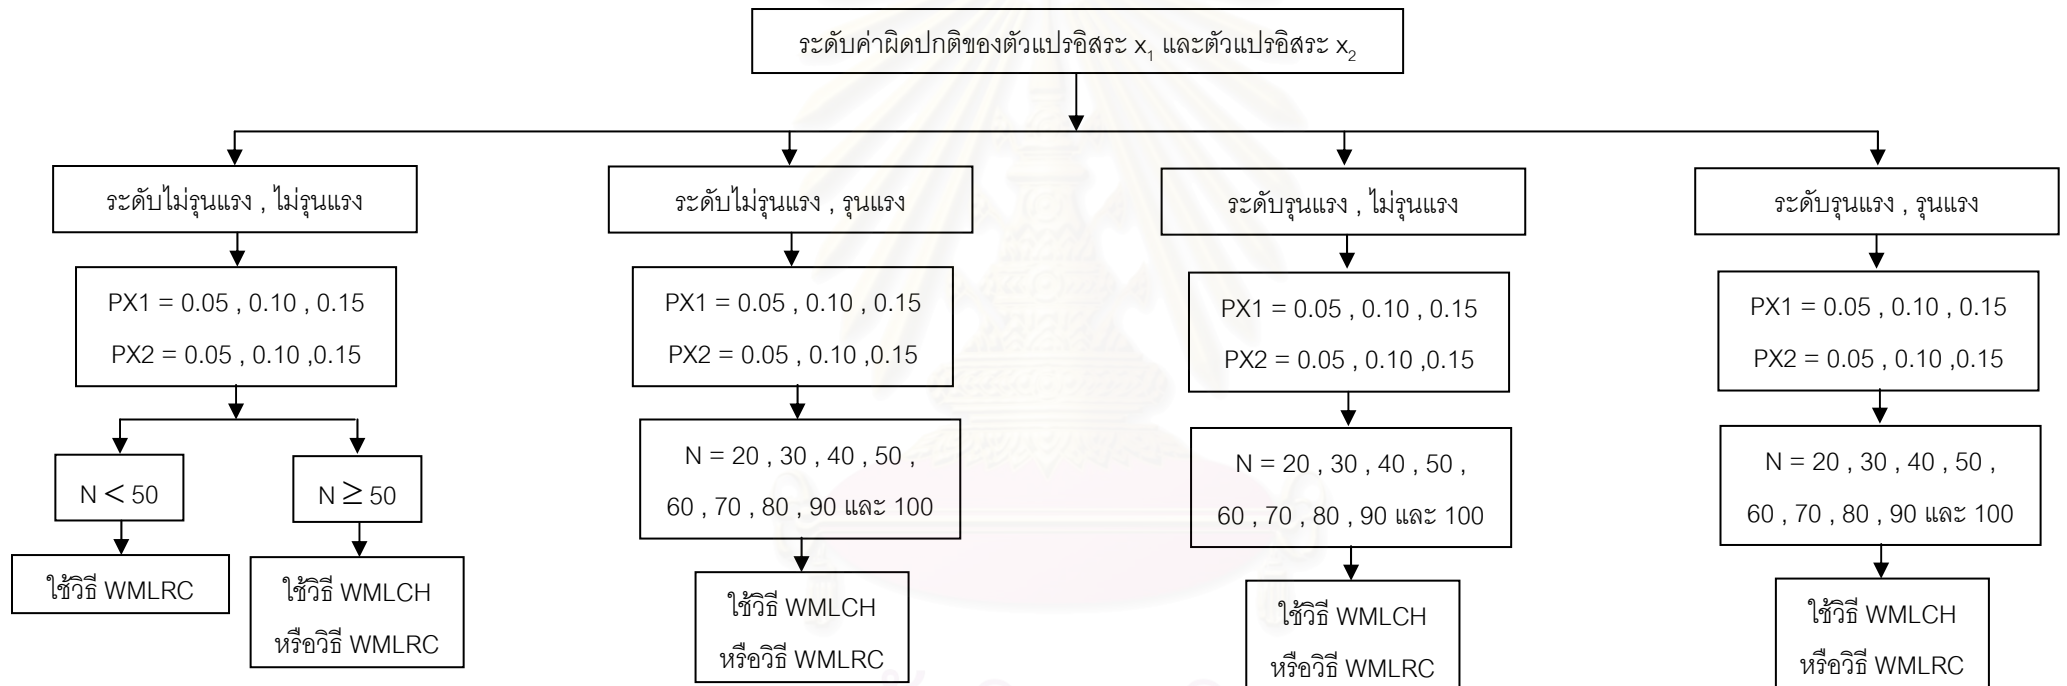 ระดับค่าผิดปกติของตัวแปรอิสระ x₁ และตัวแปรอิสระ x₂
ระดับไม่รุนแรง , ไม่รุนแรง
PX1 = 0.05 , 0.10 , 0.15
PX2 = 0.05 , 0.10 ,0.15
N < 50
ใช้วิธี WMLRC
N ≥ 50
ใช้วิธี WMLCH
หรือวิธี WMLRC
ระดับไม่รุนแรง , รุนแรง
PX1 = 0.05 , 0.10 , 0.15
PX2 = 0.05 , 0.10 ,0.15
N = 20 , 30 , 40 , 50 ,
60 , 70 , 80 , 90 และ 100
ใช้วิธี WMLCH
หรือวิธี WMLRC
ระดับรุนแรง , ไม่รุนแรง
PX1 = 0.05 , 0.10 , 0.15
PX2 = 0.05 , 0.10 ,0.15
N = 20 , 30 , 40 , 50 ,
60 , 70 , 80 , 90 และ 100
ใช้วิธี WMLCH
หรือวิธี WMLRC
ระดับรุนแรง , รุนแรง
PX1 = 0.05 , 0.10 , 0.15
PX2 = 0.05 , 0.10 ,0.15
N = 20 , 30 , 40 , 50 ,
60 , 70 , 80 , 90 และ 100
ใช้วิธี WMLCH
หรือวิธี WMLRC